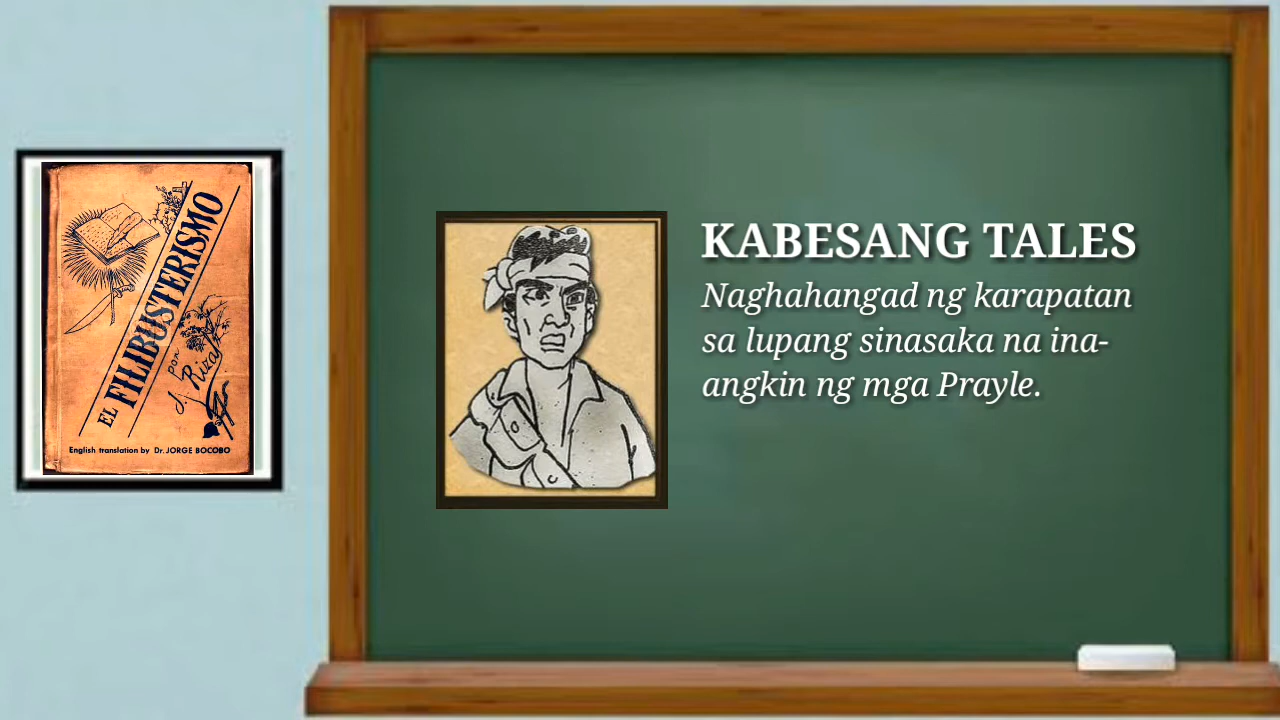 EL FILIBUSTERISMO
por
J. Rizal
English translation by Dr. JORGE BOCOBO
KABESANG TALES
Naghahangad ng karapatan
sa lupang sinasaka na ina-
angkin ng mga Prayle.